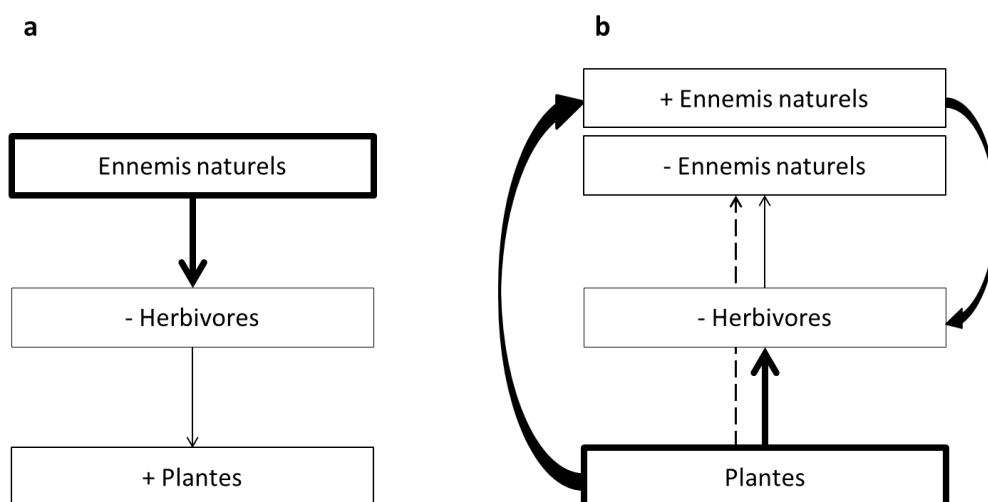 a
Ennemis naturels
- Herbivores
+ Plantes
b
+ Ennemis naturels
- Ennemis naturels
- Herbivores
Plantes